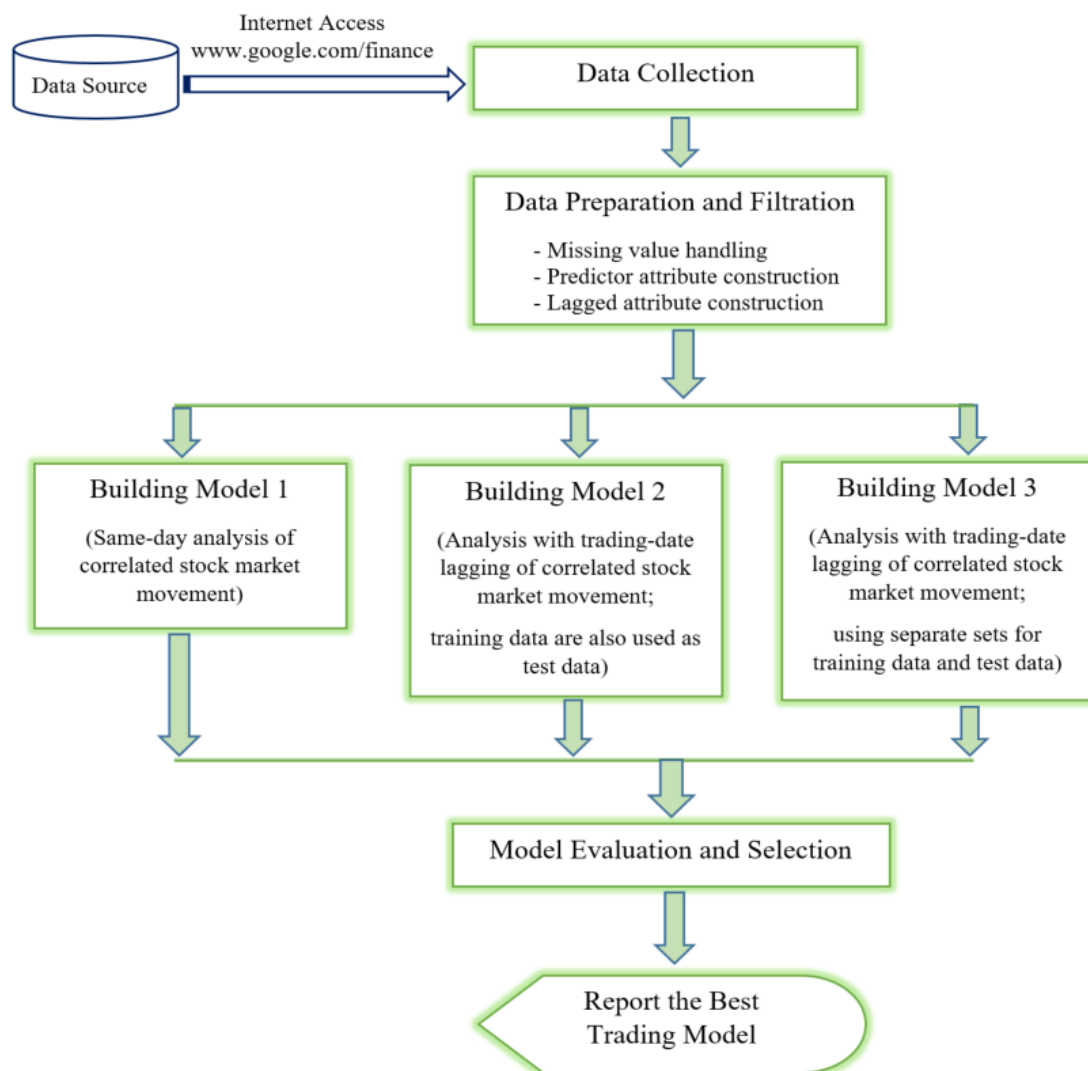 Internet Access
www.google.com/finance
Data Source
Data Collection
Data Preparation and Filtration
- Missing value handling
- Predictor attribute construction
- Lagged attribute construction
Building Model 1
(Same-day analysis of
correlated stock market
movement)
Building Model 2
(Analysis with trading-date
lagging of correlated stock
market movement;
training data are also used as
test data)
Building Model 3
(Analysis with trading-date
lagging of correlated stock
market movement;
using separate sets for
training data and test data)
Model Evaluation and Selection
Report the Best
Trading Model